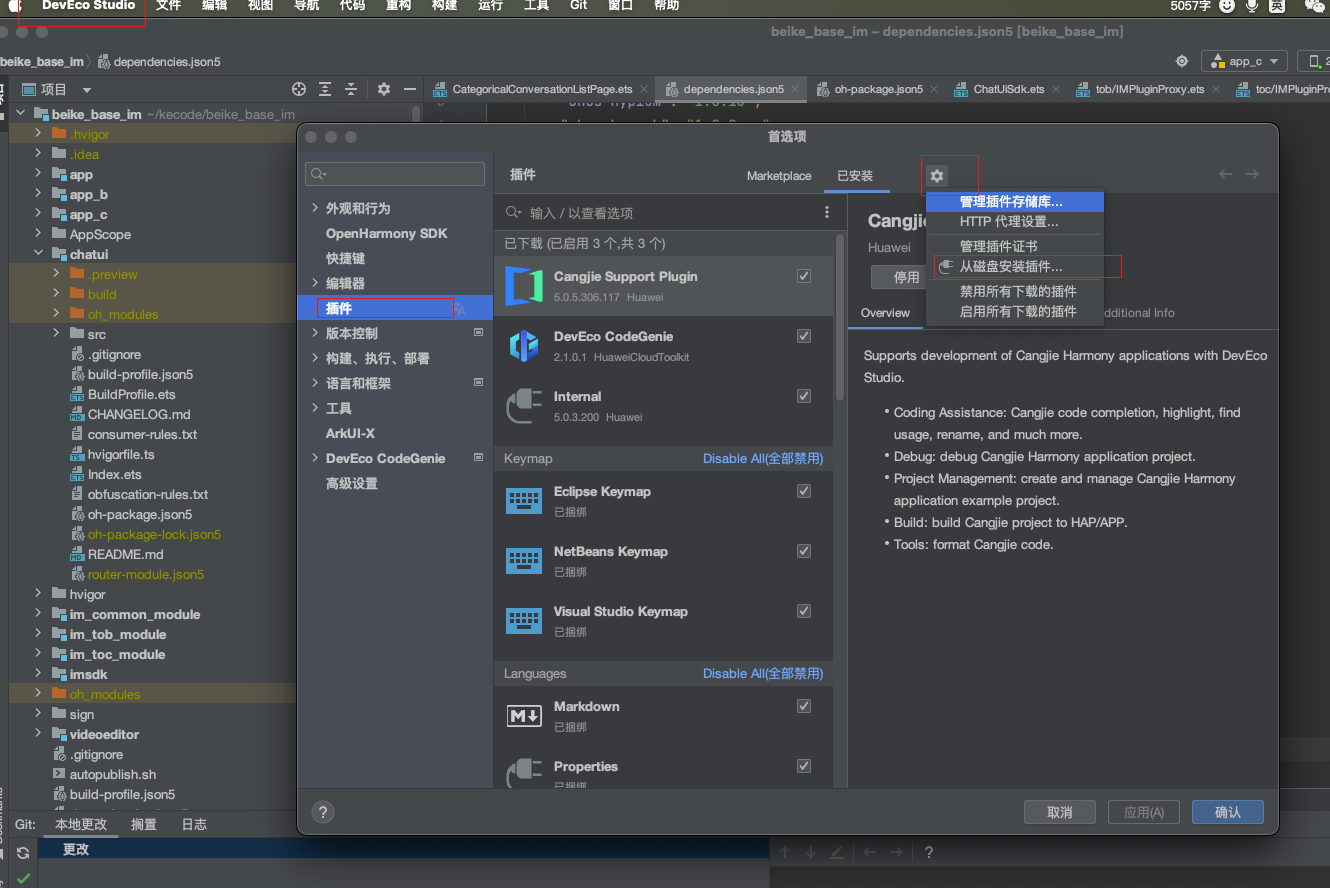 DevEco Studio 文件 编辑 视图 导航 代码 重构 构建 运行 工具 Git 窗口 帮助 5057字 英
beike_base_im – dependencies.json5 [beike_base_im]
beike_base_im dependencies.json5 app_c
项目 CategoricalConversationListPage.ets dependencies.json5 oh-package.json5 ChatUiSdk.ets tob/IMPluginProxy.ets toc/IMPluginPro
beike_base_im ~/kecode/beike_base_im
.hvigor
.idea
app
app_b
app_c
AppScope
chatui
.preview
build
oh_modules
src
.gitignore
build-profile.json5
BuildProfile.ets
CHANGELOG.md
consumer-rules.txt
hvigorfile.ts
Index.ets
obfuscation-rules.txt
oh-package.json5
oh-package-lock.json5
README.md
router-module.json5
hvigor
im_common_module
im_tob_module
im_toc_module
imsdk
oh_modules
sign
videoeditor
.gitignore
autopublish.sh
build-profile.json5
首选项
外观和行为
OpenHarmony SDK
快捷键
编辑器
插件
版本控制
构建、执行、部署
语言和框架
工具
ArkUI-X
DevEco CodeGenie
高级设置
插件 Marketplace 已安装
输入 / 以查看选项
已下载 (已启用 3 个,共 3 个)
Cangjie Support Plugin
5.0.5.306.117 Huawei
DevEco CodeGenie
2.1.0.1 HuaweiCloudToolkit
Internal
5.0.3.200 Huawei
Keymap Disable All(全部禁用)
Eclipse Keymap
已捆绑
NetBeans Keymap
已捆绑
Visual Studio Keymap
已捆绑
Languages Disable All(全部禁用)
Markdown
已捆绑
Properties
已捆绑
管理插件存储库...
HTTP 代理设置...
管理插件证书
从磁盘安装插件...
禁用所有下载的插件
启用所有下载的插件
Cangji
Huawei
停用
Overview dditional Info
Supports development of Cangjie Harmony applications with DevEco
Studio.
• Coding Assistance: Cangjie code completion, highlight, find
usage, rename, and much more.
• Debug: debug Cangjie Harmony application project.
• Project Management: create and manage Cangjie Harmony
application example project.
• Build: build Cangjie project to HAP/APP.
• Tools: format Cangjie code.
? 取消 应用(A) 确认
Git: 本地更改 搁置 日志
更改
?